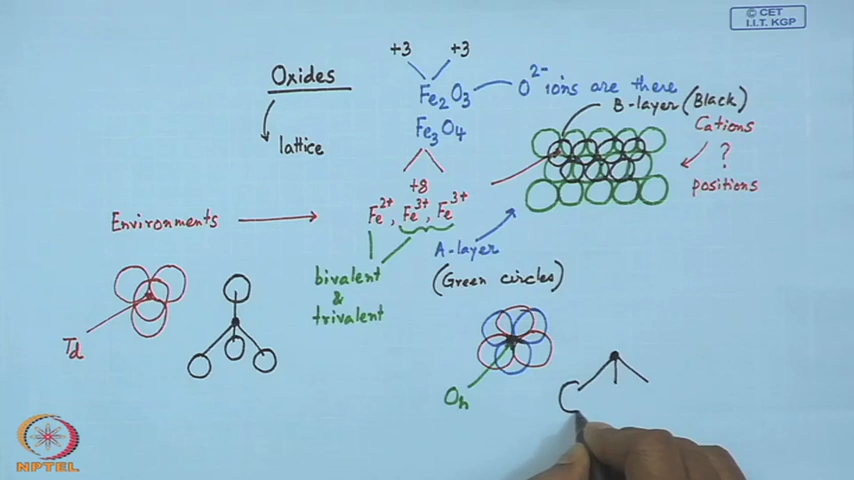 © CET
I.I.T. KGP
+3 +3
Oxides
Fe2O3 O2- ions are there
B-layer (Black)
Fe3O4
Cations
lattice
?
positions
+8
Fe2+, Fe3+, Fe3+
Environments
A-layer
(Green circles)
bivalent
&
trivalent
Td
Oh
NPTEL